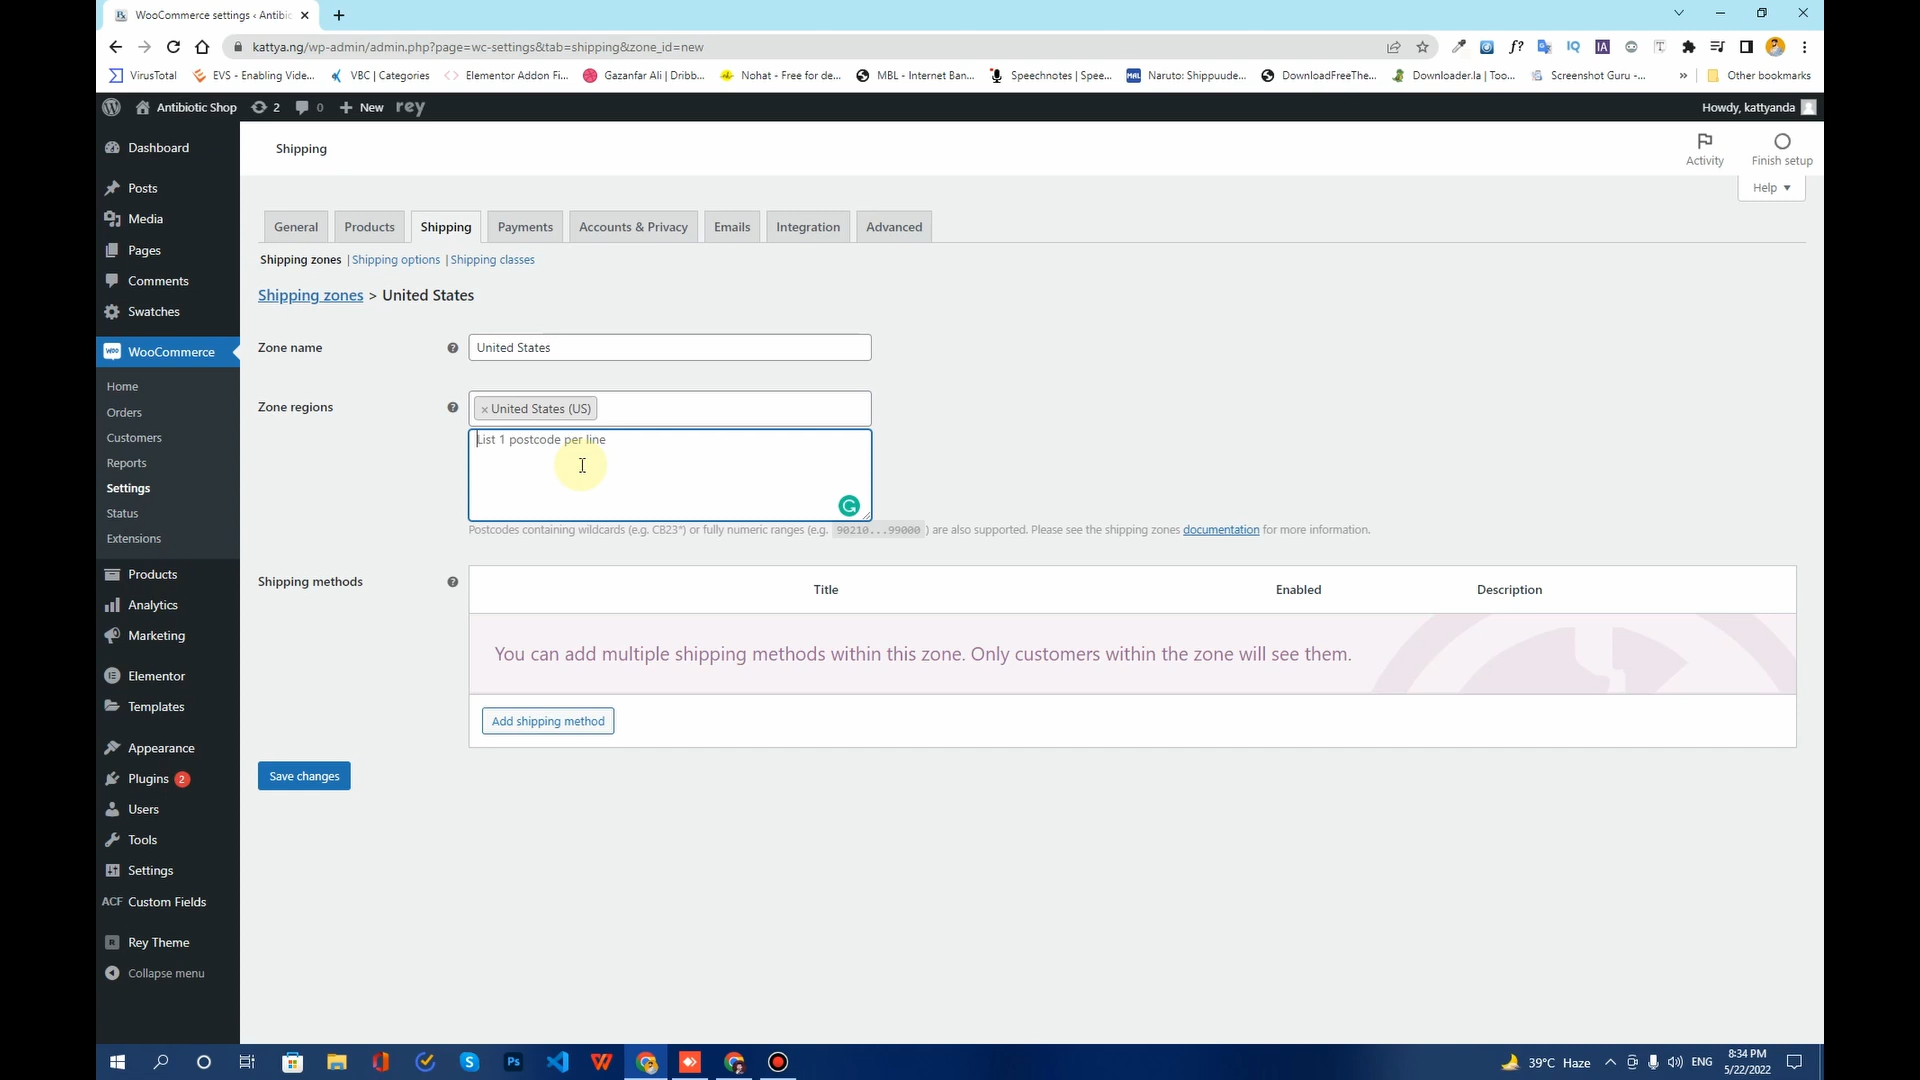 WooCommerce settings ‹ Antibio
kattya.ng/wp-admin/admin.php?page=wc-settings&tab=shipping&zone_id=new
f?
IQ
IA
T
VirusTotal
EVS - Enabling Vide...
VBC | Categories
Elementor Addon Fi...
Gazanfar Ali | Dribb...
Nohat - Free for de...
MBL - Internet Ban...
Speechnotes | Spee...
MAL Naruto: Shippuude...
DownloadFreeThe...
Downloader.la | Too...
Screenshot Guru -...
»
Other bookmarks
Antibiotic Shop
2
0
New
rey
Howdy, kattyanda
Dashboard
Posts
Media
Pages
Comments
Swatches
WooCommerce
Home
Orders
Customers
Reports
Settings
Status
Extensions
Products
Analytics
Marketing
Elementor
Templates
Appearance
Plugins 2
Users
Tools
Settings
ACF Custom Fields
R Rey Theme
Collapse menu
Shipping
Activity
Finish setup
Help
General
Products
Shipping
Payments
Accounts & Privacy
Emails
Integration
Advanced
Shipping zones | Shipping options | Shipping classes
Shipping zones > United States
Zone name
United States
Zone regions
× United States (US)
List 1 postcode per line
Postcodes containing wildcards (e.g. CB23*) or fully numeric ranges (e.g. 90210...99000 ) are also supported. Please see the shipping zones documentation for more information.
Shipping methods
Title
Enabled
Description
You can add multiple shipping methods within this zone. Only customers within the zone will see them.
Add shipping method
Save changes
39°C Haze
ENG
8:34 PM
5/22/2022